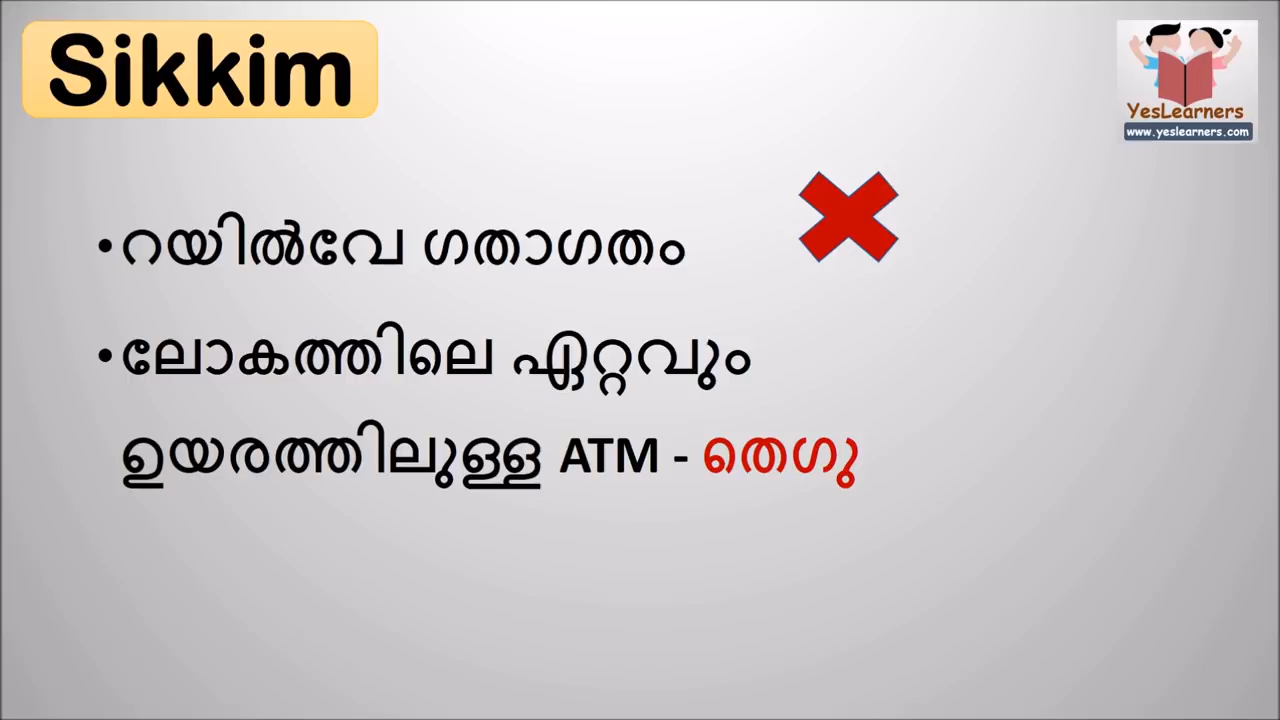 Sikkim
YesLearners
www.yeslearners.com
•റയിൽവേ ഗതാഗതം
•ലോകത്തിലെ ഏറ്റവും
ഉയരത്തിലുള്ള ATM - തെഗു